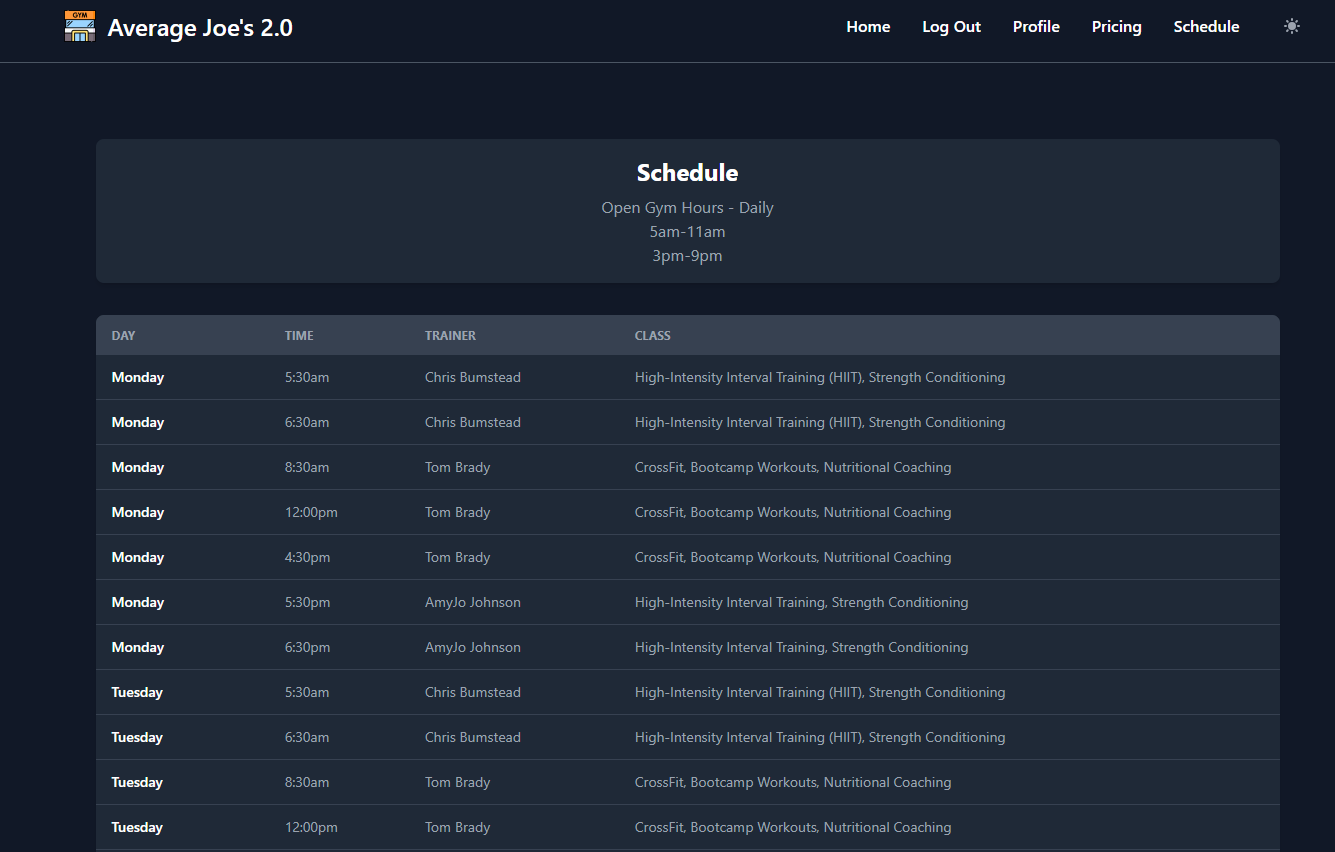 GYM
Average Joe's 2.0 Home Log Out Profile Pricing Schedule
Schedule
Open Gym Hours - Daily
5am-11am
3pm-9pm
DAY TIME TRAINER CLASS
Monday 5:30am Chris Bumstead High-Intensity Interval Training (HIIT), Strength Conditioning
Monday 6:30am Chris Bumstead High-Intensity Interval Training (HIIT), Strength Conditioning
Monday 8:30am Tom Brady CrossFit, Bootcamp Workouts, Nutritional Coaching
Monday 12:00pm Tom Brady CrossFit, Bootcamp Workouts, Nutritional Coaching
Monday 4:30pm Tom Brady CrossFit, Bootcamp Workouts, Nutritional Coaching
Monday 5:30pm AmyJo Johnson High-Intensity Interval Training, Strength Conditioning
Monday 6:30pm AmyJo Johnson High-Intensity Interval Training, Strength Conditioning
Tuesday 5:30am Chris Bumstead High-Intensity Interval Training (HIIT), Strength Conditioning
Tuesday 6:30am Chris Bumstead High-Intensity Interval Training (HIIT), Strength Conditioning
Tuesday 8:30am Tom Brady CrossFit, Bootcamp Workouts, Nutritional Coaching
Tuesday 12:00pm Tom Brady CrossFit, Bootcamp Workouts, Nutritional Coaching